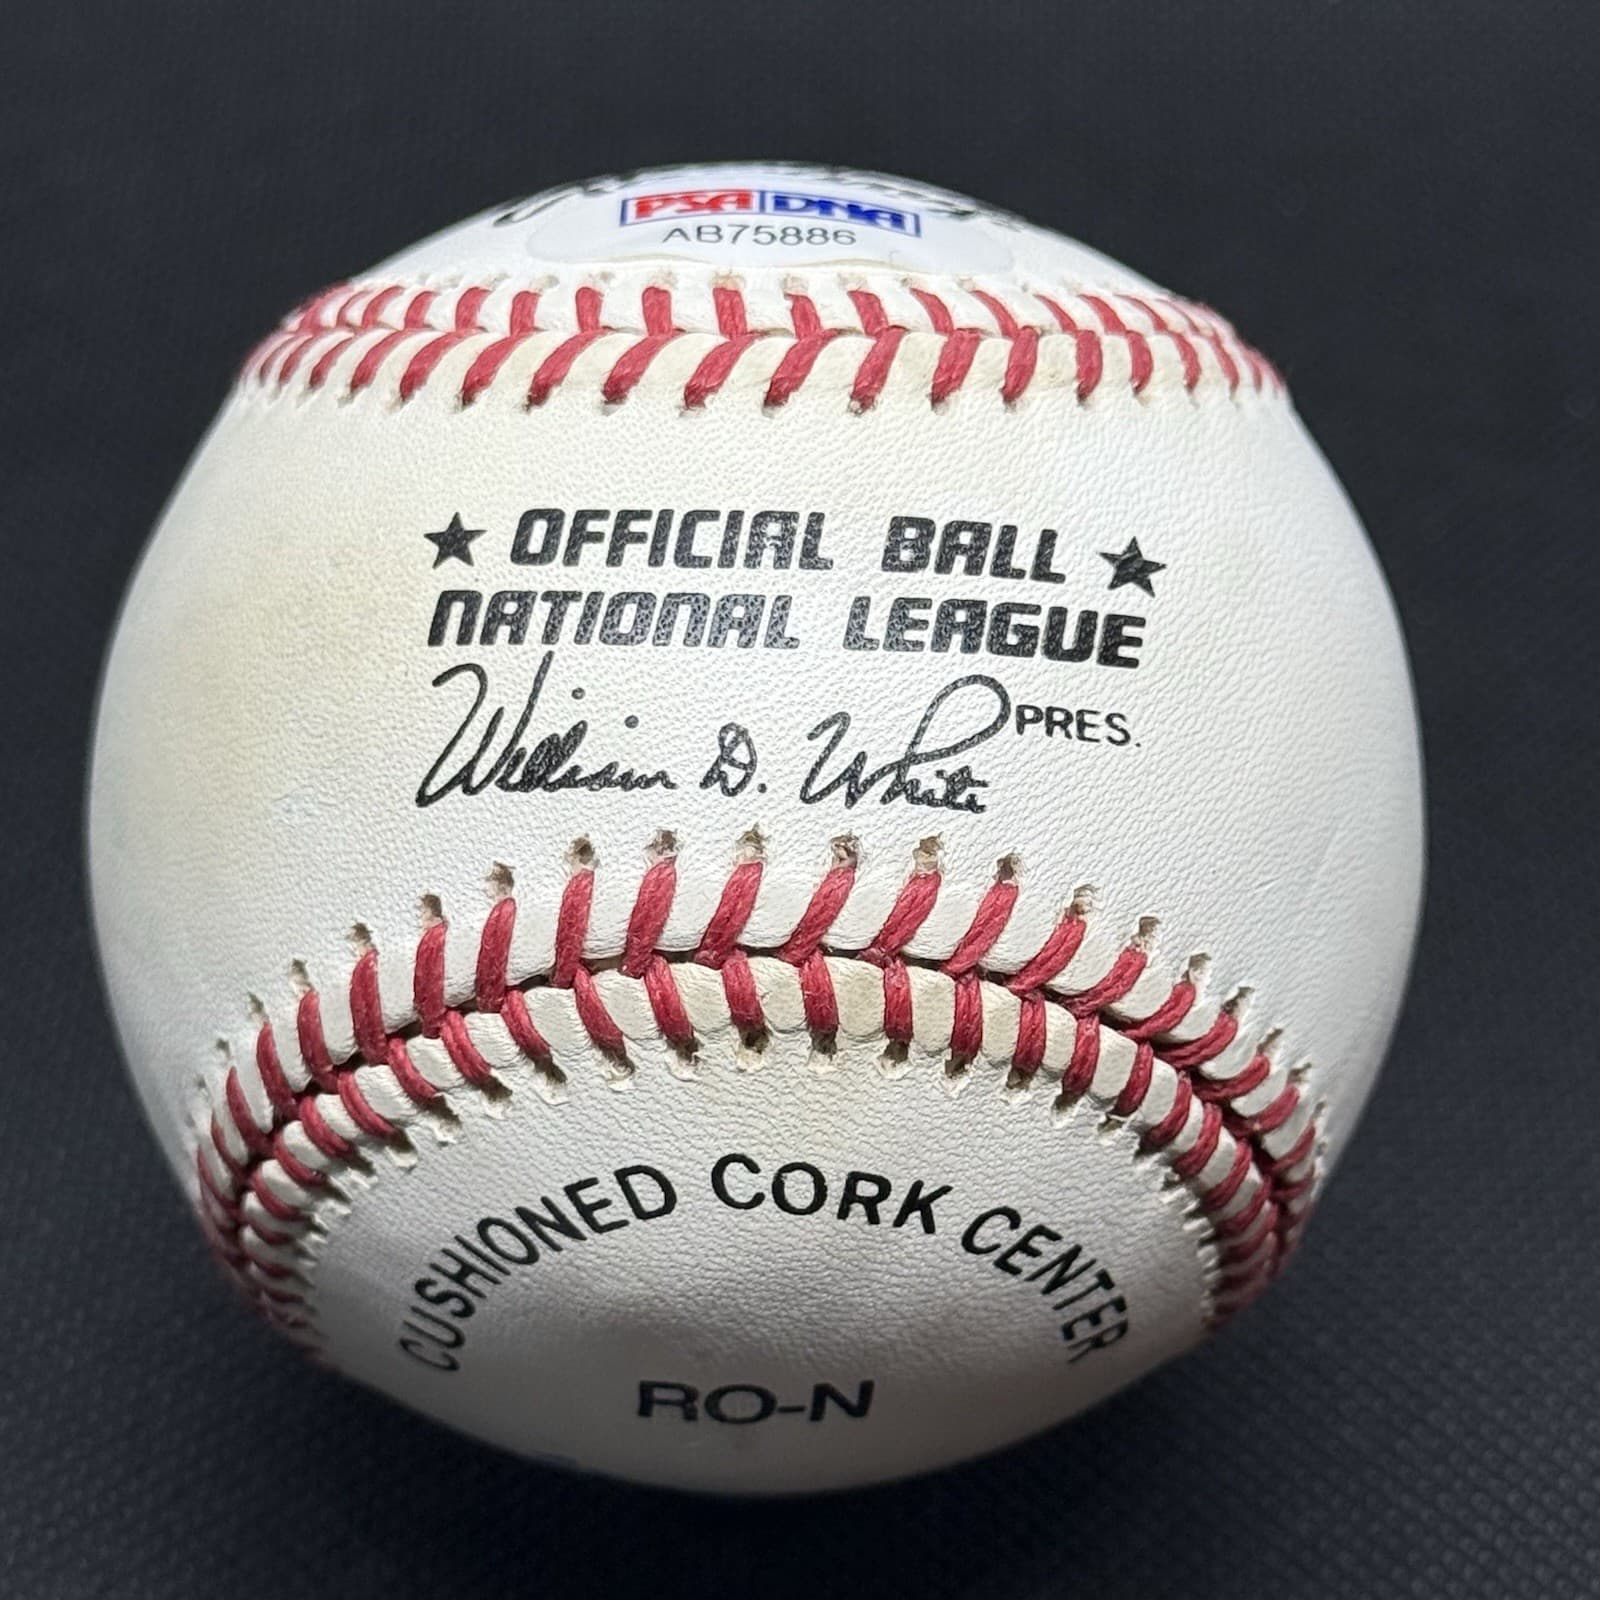 PSA DNA
AB75886
★ OFFICIAL BALL ★
NATIONAL LEAGUE
William D. White PRES.
CUSHIONED CORK CENTER
RO-N